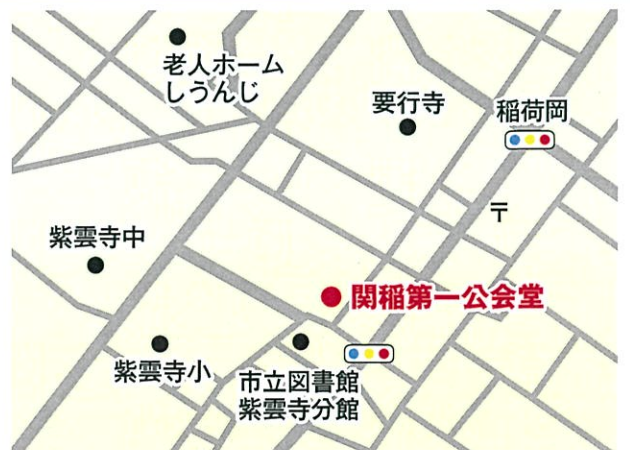 老人ホーム
しうんじ
要行寺
稲荷岡
〒
紫雲寺中
関稲第一公会堂
紫雲寺小
市立図書館
紫雲寺分館